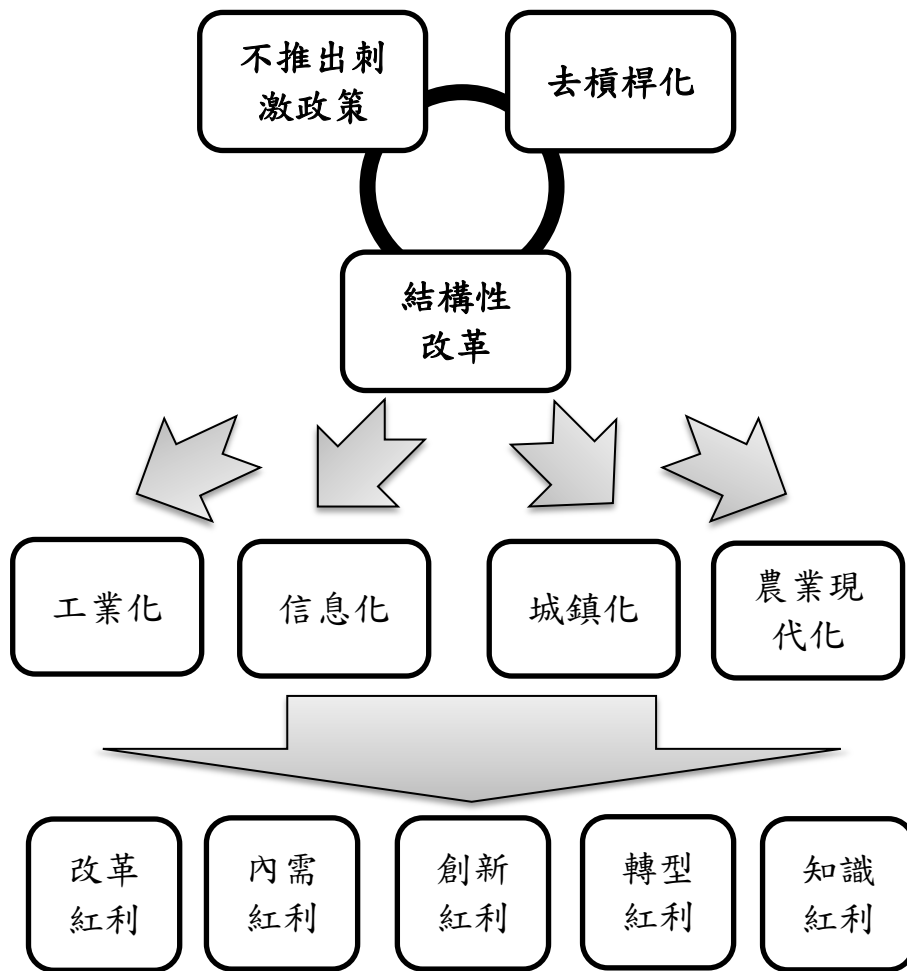 不推出刺
激政策
去槓桿化
結構性
改革
工業化
信息化
城鎮化
農業現
代化
改革
紅利
內需
紅利
創新
紅利
轉型
紅利
知識
紅利